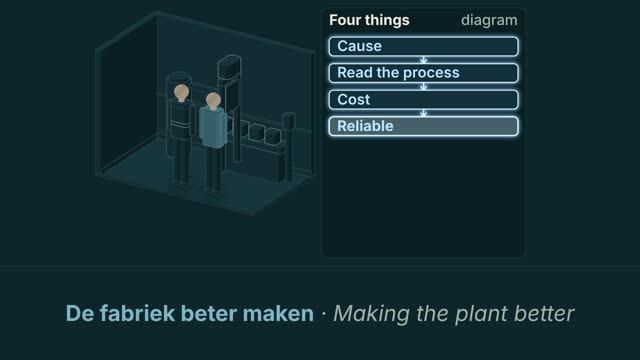 Four things diagram
Cause
Read the process
Cost
Reliable
De fabriek beter maken · Making the plant better